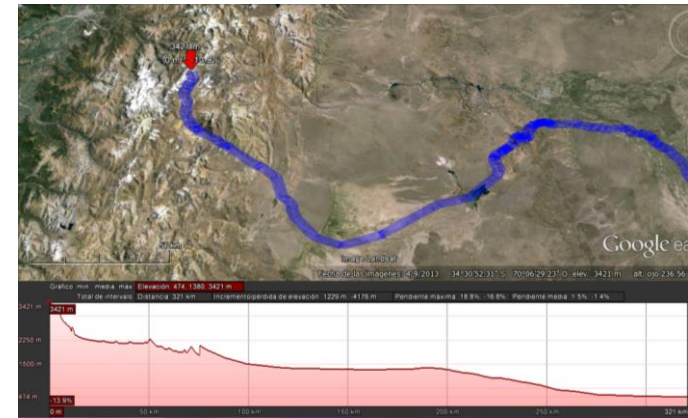 3421 m
57 km
Image Landsat
Google ea
Fecha de las imágenes: 4/9/2013 34°30'52.31" S 70°06'29.23" O elev. 3421 m alt. ojo 236.56
Gráfico: mín., media, máx. Elevación: 474, 1380, 3421 m
Total de intervalo: Distancia: 321 km Incremento/pérdida de elevación: 1229 m, -4176 m Pendiente máxima: 18.8%, -16.8% Pendiente media: 1.5%, -1.4%
3421 m
3421 m
2250 m
1500 m
474 m
-13.9%
0 m 50 km 100 km 150 km 200 km 250 km 321 km